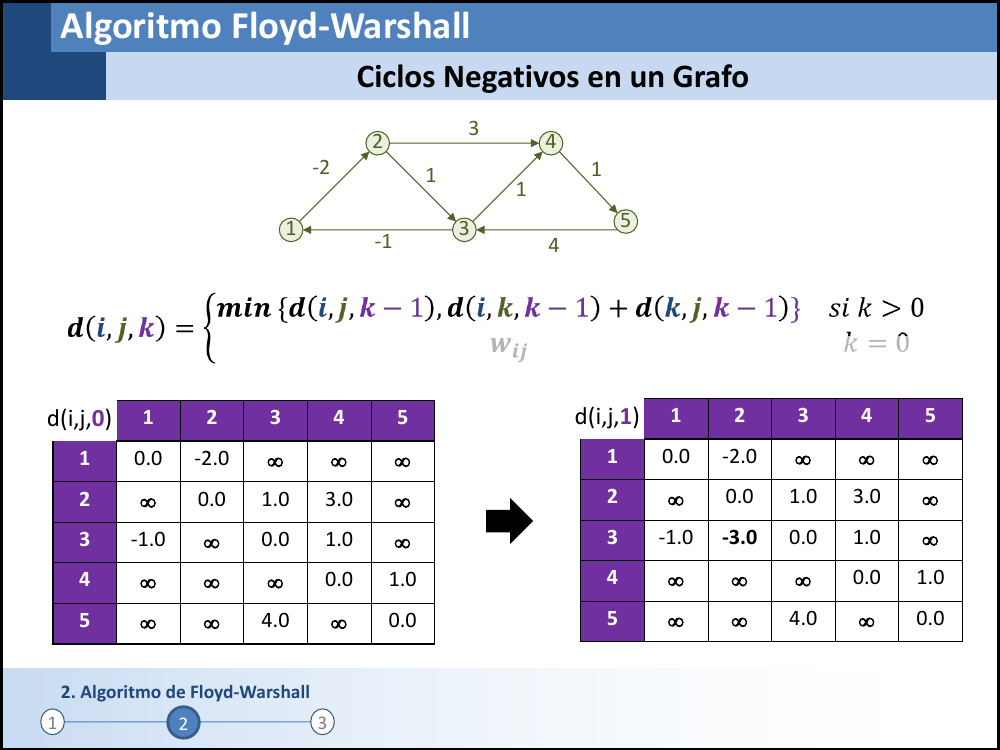 Algoritmo Floyd-Warshall
Ciclos Negativos en un Grafo
3
2
4
-2
1
1
1
1
3
5
-1
4
d(i,j,k) = { min {d(i,j,k − 1), d(i,k,k − 1) + d(k,j,k − 1)} si k > 0
w_{ij} k = 0
d(i,j,0) 1 2 3 4 5
1 0.0 -2.0 ∞ ∞ ∞
2 ∞ 0.0 1.0 3.0 ∞
3 -1.0 ∞ 0.0 1.0 ∞
4 ∞ ∞ ∞ 0.0 1.0
5 ∞ ∞ 4.0 ∞ 0.0
d(i,j,1) 1 2 3 4 5
1 0.0 -2.0 ∞ ∞ ∞
2 ∞ 0.0 1.0 3.0 ∞
3 -1.0 -3.0 0.0 1.0 ∞
4 ∞ ∞ ∞ 0.0 1.0
5 ∞ ∞ 4.0 ∞ 0.0
2. Algoritmo de Floyd-Warshall
1 2 3